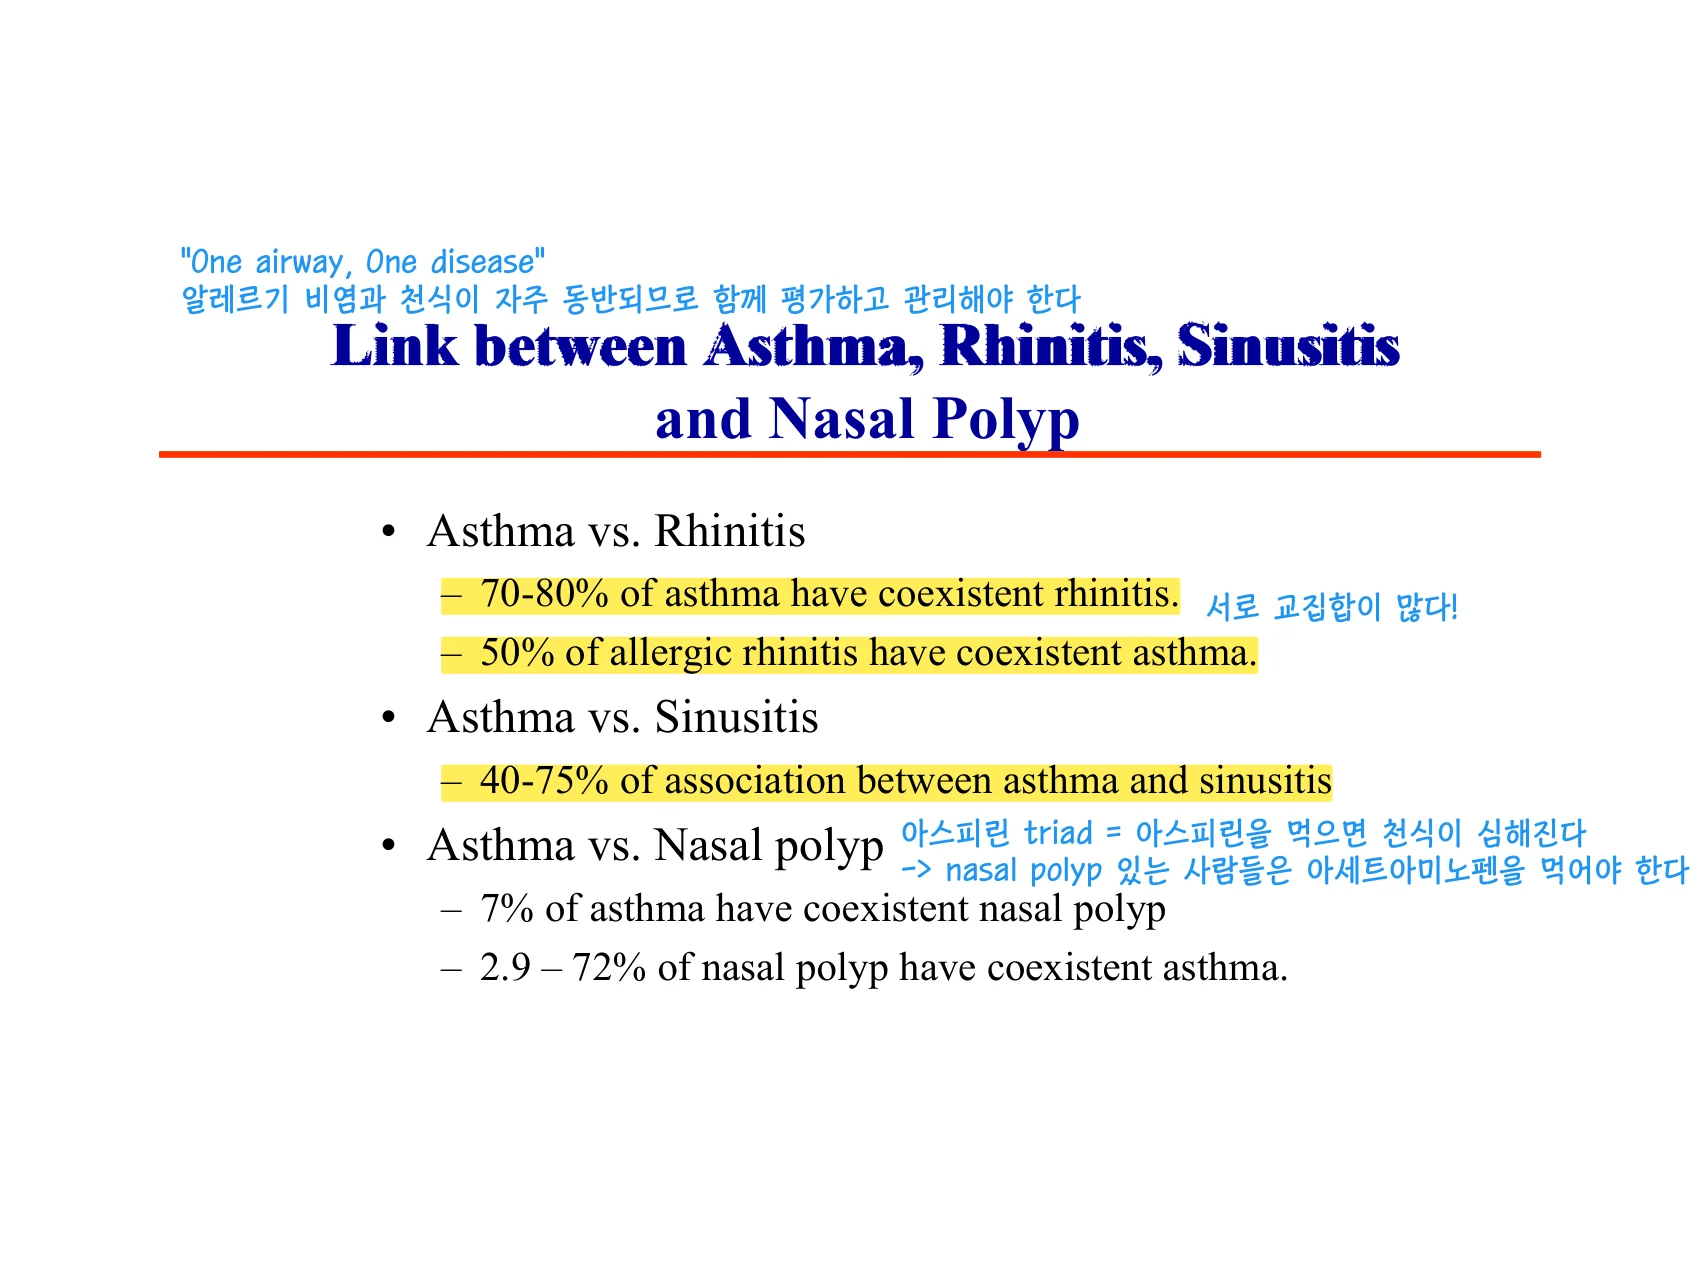 "One airway, One disease"
알레르기 비염과 천식이 자주 동반되므로 함께 평가하고 관리해야 한다
Link between Asthma, Rhinitis, Sinusitis
and Nasal Polyp
• Asthma vs. Rhinitis
– 70-80% of asthma have coexistent rhinitis.
서로 교집합이 많다!
– 50% of allergic rhinitis have coexistent asthma.
• Asthma vs. Sinusitis
– 40-75% of association between asthma and sinusitis
• Asthma vs. Nasal polyp
아스피린 triad = 아스피린을 먹으면 천식이 심해진다
-> nasal polyp 있는 사람들은 아세트아미노펜을 먹어야 한다
– 7% of asthma have coexistent nasal polyp
– 2.9 – 72% of nasal polyp have coexistent asthma.